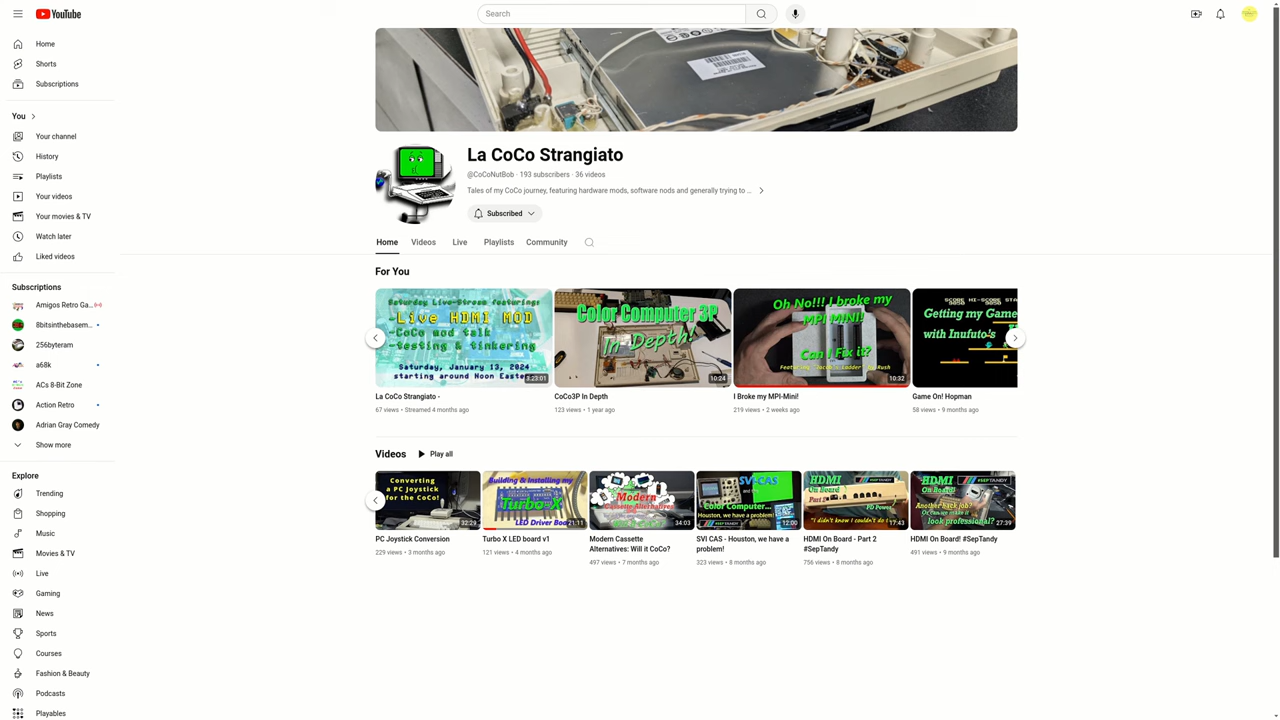 YouTube
Search
Home
Shorts
Subscriptions
You
Your channel
History
Playlists
Your videos
Your movies & TV
Watch later
Liked videos
Subscriptions
Amigos Retro Ga...
8bitsinthebasem...
256byteram
a68k
ACs 8-Bit Zone
Action Retro
Adrian Gray Comedy
Show more
Explore
Trending
Shopping
Music
Movies & TV
Live
Gaming
News
Sports
Courses
Fashion & Beauty
Podcasts
Playables
La CoCo Strangiato
@CoCoNutBob · 193 subscribers · 36 videos
Tales of my CoCo journey, featuring hardware mods, software nods and generally trying to ...
Subscribed
Home Videos Live Playlists Community
For You
Saturday Live-Stream featuring:
-Live HDMI MOD
-CoCo mod talk
-testing & tinkering
Saturday, January 13, 2024
starting around Noon Easte
3:23:01
La CoCo Strangiato -
67 views • Streamed 4 months ago
Color Computer 3P
In-Depth!
10:24
CoCo3P In Depth
123 views • 1 year ago
Oh No!!! I broke my
MPI-MINI!
Can I Fix it?
Jacob's Ladder by Rush
10:32
I Broke my MPI-Mini!
219 views • 2 weeks ago
SCORE HI-SCORE STA
Getting my Game
with Inufuto's
Game On! Hopman
58 views • 9 months ago
Videos
Play all
Converting
a PC Joystick
for the CoCo!
32:29
PC Joystick Conversion
229 views • 3 months ago
Building & Installing my
Turbo X
LED Driver Boa
21:11
Turbo X LED board v1
121 views • 4 months ago
Modern
Cassette Alternatives
34:03
Modern Cassette Alternatives: Will it CoCo?
497 views • 7 months ago
SVI-CAS
Color Computer...
Houston, we have a problem!
#SEPTANDY
12:00
SVI CAS - Houston, we have a problem!
323 views • 8 months ago
HDMI
On Board
Part 2
#SEPTANDY
"I didn't know I couldn't do
17:43
HDMI On Board - Part 2 #SepTandy
756 views • 8 months ago
HDMI
On Board!
#SEPTANDY
Another hack job?
Or can we make it
look professional?
27:39
HDMI On Board! #SepTandy
491 views • 9 months ago